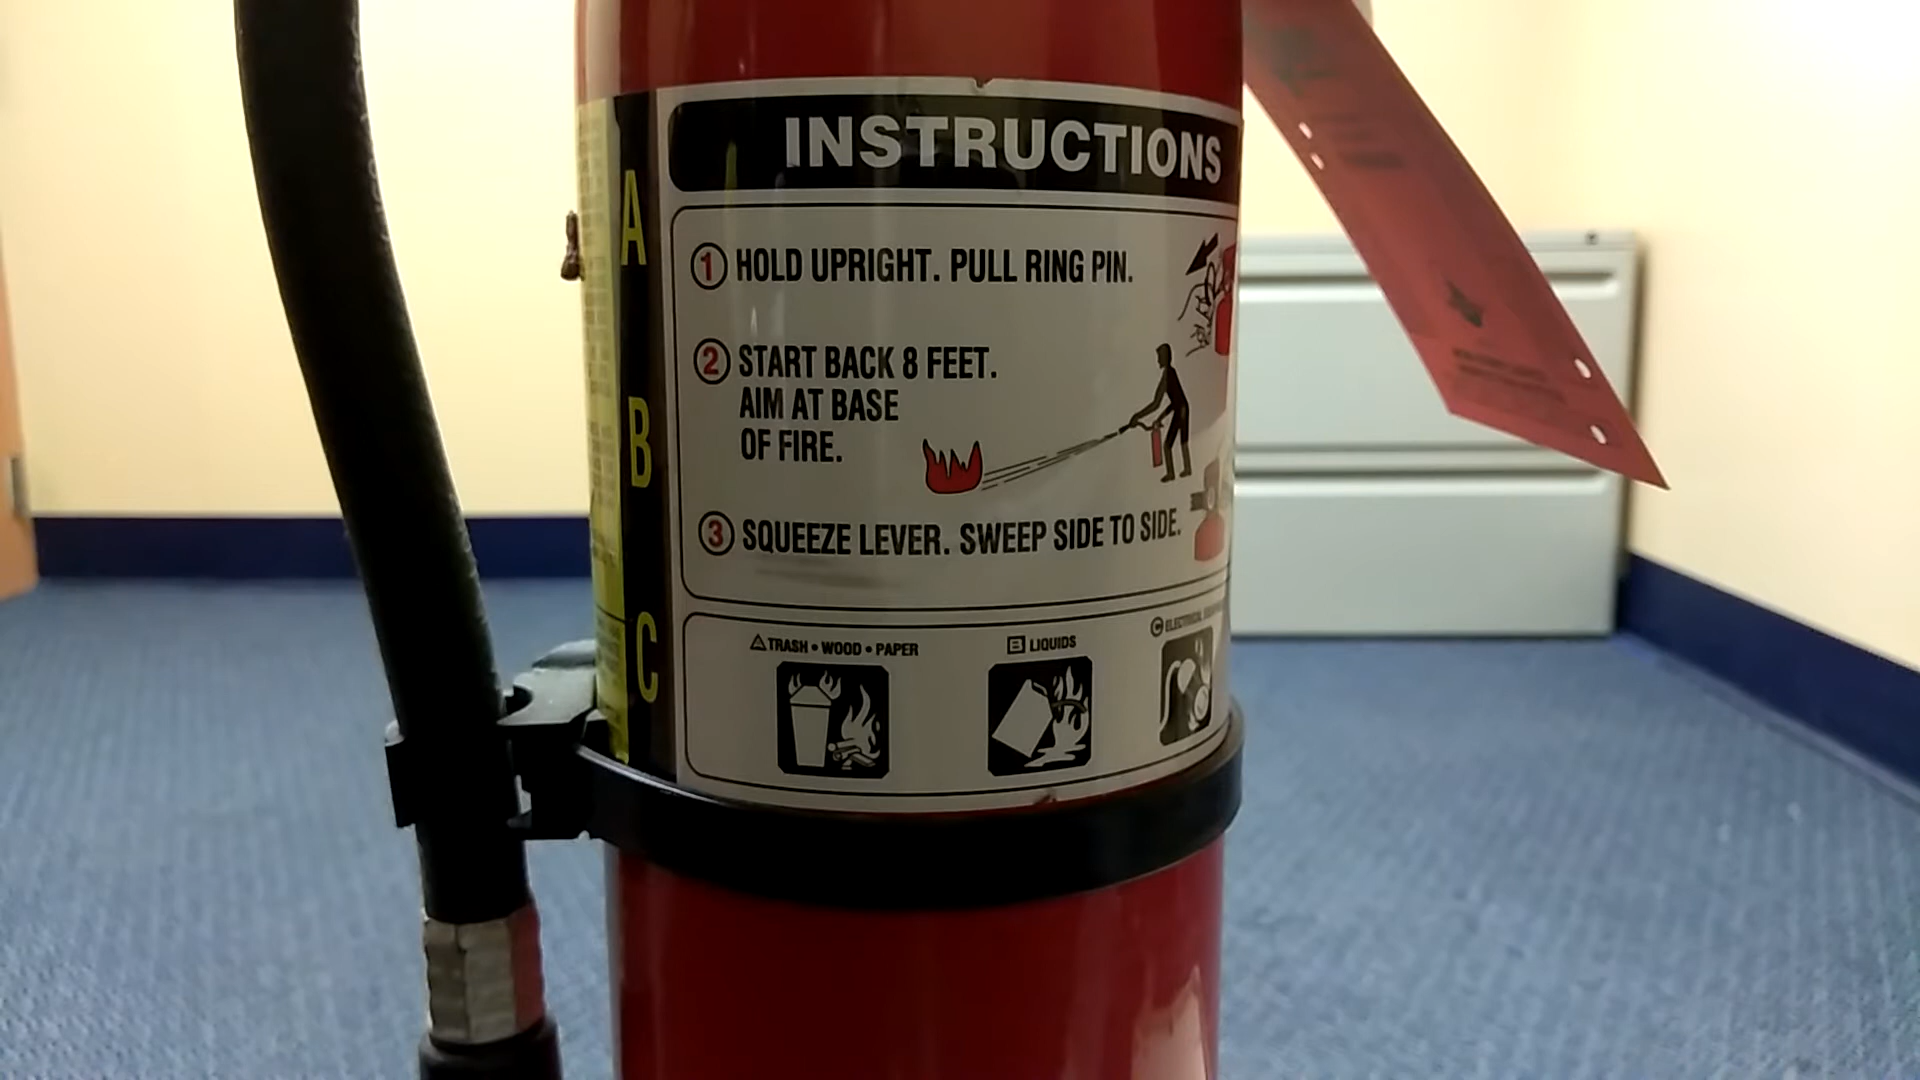 INSTRUCTIONS
1 HOLD UPRIGHT. PULL RING PIN.
2 START BACK 8 FEET.
AIM AT BASE
OF FIRE.
3 SQUEEZE LEVER. SWEEP SIDE TO SIDE.
A
B
C
A TRASH • WOOD • PAPER
B LIQUIDS
C ELECTRICAL